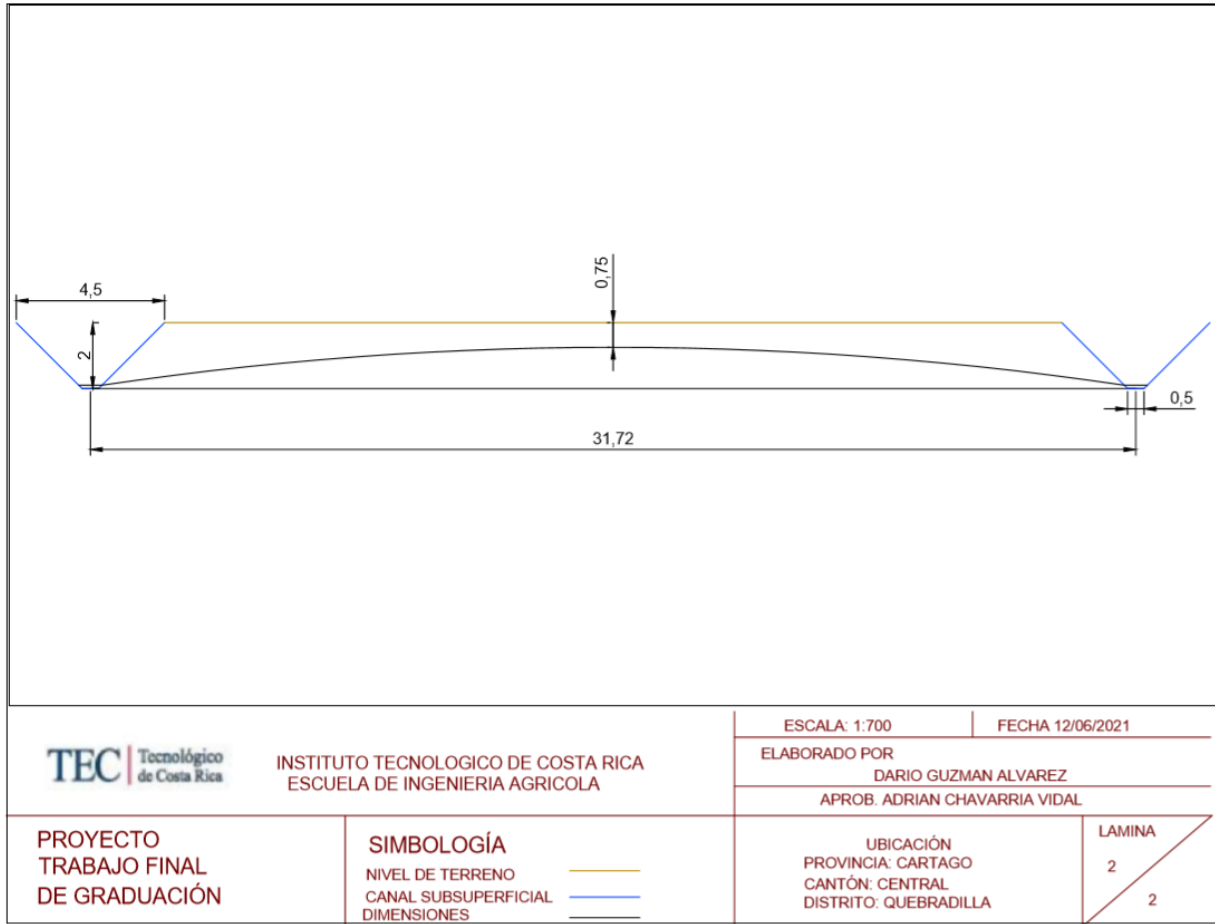 0,75
4,5
2
0,5
31,72
TEC Tecnológico
de Costa Rica
INSTITUTO TECNOLOGICO DE COSTA RICA
ESCUELA DE INGENIERIA AGRICOLA
ESCALA: 1:700
FECHA 12/06/2021
ELABORADO POR
DARIO GUZMAN ALVAREZ
APROB. ADRIAN CHAVARRIA VIDAL
PROYECTO
TRABAJO FINAL
DE GRADUACIÓN
SIMBOLOGÍA
NIVEL DE TERRENO
CANAL SUBSUPERFICIAL
DIMENSIONES
UBICACIÓN
PROVINCIA: CARTAGO
CANTÓN: CENTRAL
DISTRITO: QUEBRADILLA
LAMINA
2
2